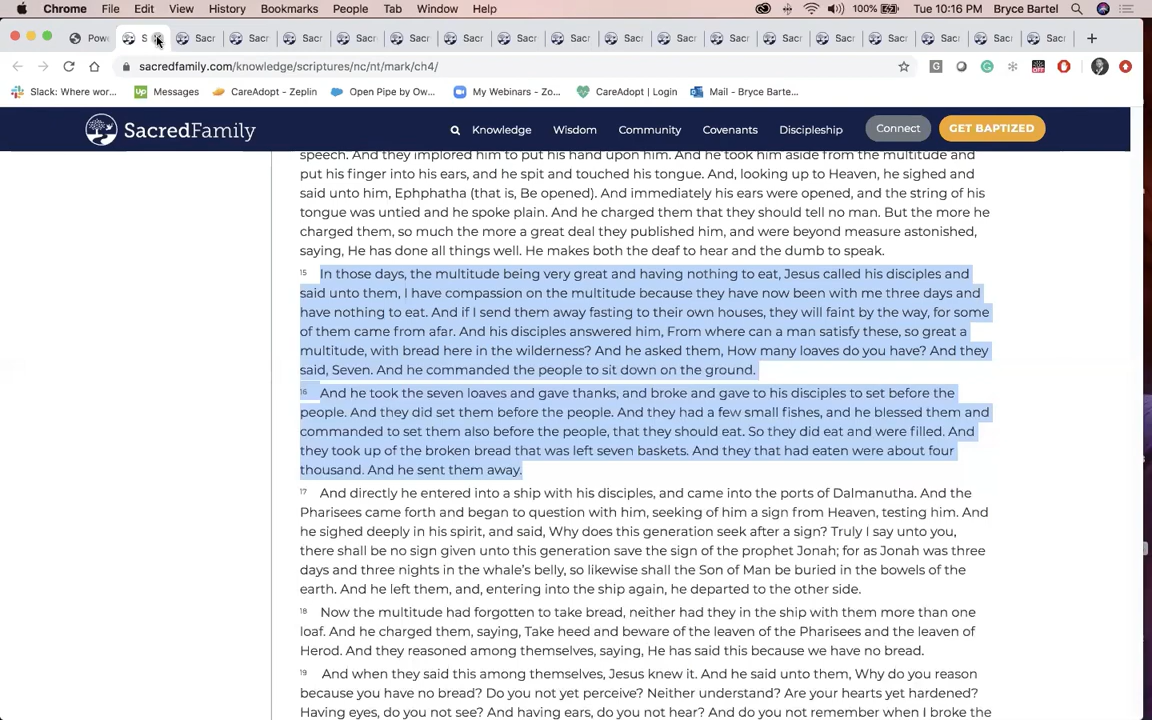 Chrome File Edit View History Bookmarks People Tab Window Help 100% Tue 10:16 PM Bryce Bartel
Powe S Sacr Sacr Sacr Sacr Sacr Sacr Sacr Sacr Sacr Sacr Sacr Sacr Sacr Sacr Sacr Sacr Sacr
sacredfamily.com/knowledge/scriptures/nc/nt/mark/ch4/
Slack: Where wor... Up Messages CareAdopt – Zeplin Open Pipe by Ow... My Webinars - Zo... CareAdopt | Login Mail - Bryce Barte...
SacredFamily Knowledge Wisdom Community Covenants Discipleship Connect GET BAPTIZED
speech. And they implored him to put his hand upon him. And he took him aside from the multitude and
put his finger into his ears, and he spit and touched his tongue. And, looking up to Heaven, he sighed and
said unto him, Ephphatha (that is, Be opened). And immediately his ears were opened, and the string of his
tongue was untied and he spoke plain. And he charged them that they should tell no man. But the more he
charged them, so much the more a great deal they published him, and were beyond measure astonished,
saying, He has done all things well. He makes both the deaf to hear and the dumb to speak.
15 In those days, the multitude being very great and having nothing to eat, Jesus called his disciples and
said unto them, I have compassion on the multitude because they have now been with me three days and
have nothing to eat. And if I send them away fasting to their own houses, they will faint by the way, for some
of them came from afar. And his disciples answered him, From where can a man satisfy these, so great a
multitude, with bread here in the wilderness? And he asked them, How many loaves do you have? And they
said, Seven. And he commanded the people to sit down on the ground.
16 And he took the seven loaves and gave thanks, and broke and gave to his disciples to set before the
people. And they did set them before the people. And they had a few small fishes, and he blessed them and
commanded to set them also before the people, that they should eat. So they did eat and were filled. And
they took up of the broken bread that was left seven baskets. And they that had eaten were about four
thousand. And he sent them away.
17 And directly he entered into a ship with his disciples, and came into the ports of Dalmanutha. And the
Pharisees came forth and began to question with him, seeking of him a sign from Heaven, testing him. And
he sighed deeply in his spirit, and said, Why does this generation seek after a sign? Truly I say unto you,
there shall be no sign given unto this generation save the sign of the prophet Jonah; for as Jonah was three
days and three nights in the whale's belly, so likewise shall the Son of Man be buried in the bowels of the
earth. And he left them, and, entering into the ship again, he departed to the other side.
18 Now the multitude had forgotten to take bread, neither had they in the ship with them more than one
loaf. And he charged them, saying, Take heed and beware of the leaven of the Pharisees and the leaven of
Herod. And they reasoned among themselves, saying, He has said this because we have no bread.
19 And when they said this among themselves, Jesus knew it. And he said unto them, Why do you reason
because you have no bread? Do you not yet perceive? Neither understand? Are your hearts yet hardened?
Having eyes, do you not see? And having ears, do you not hear? And do you not remember when I broke the